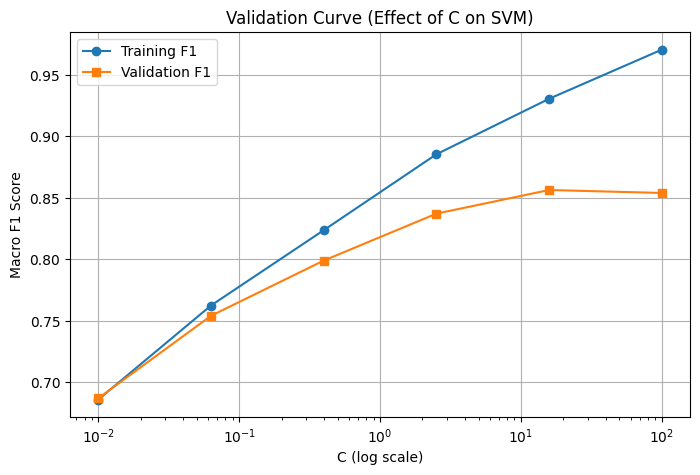 Validation Curve (Effect of C on SVM)
Training F1
Validation F1
Macro F1 Score
0.95
0.90
0.85
0.80
0.75
0.70
10⁻² 10⁻¹ 10⁰ 10¹ 10²
C (log scale)